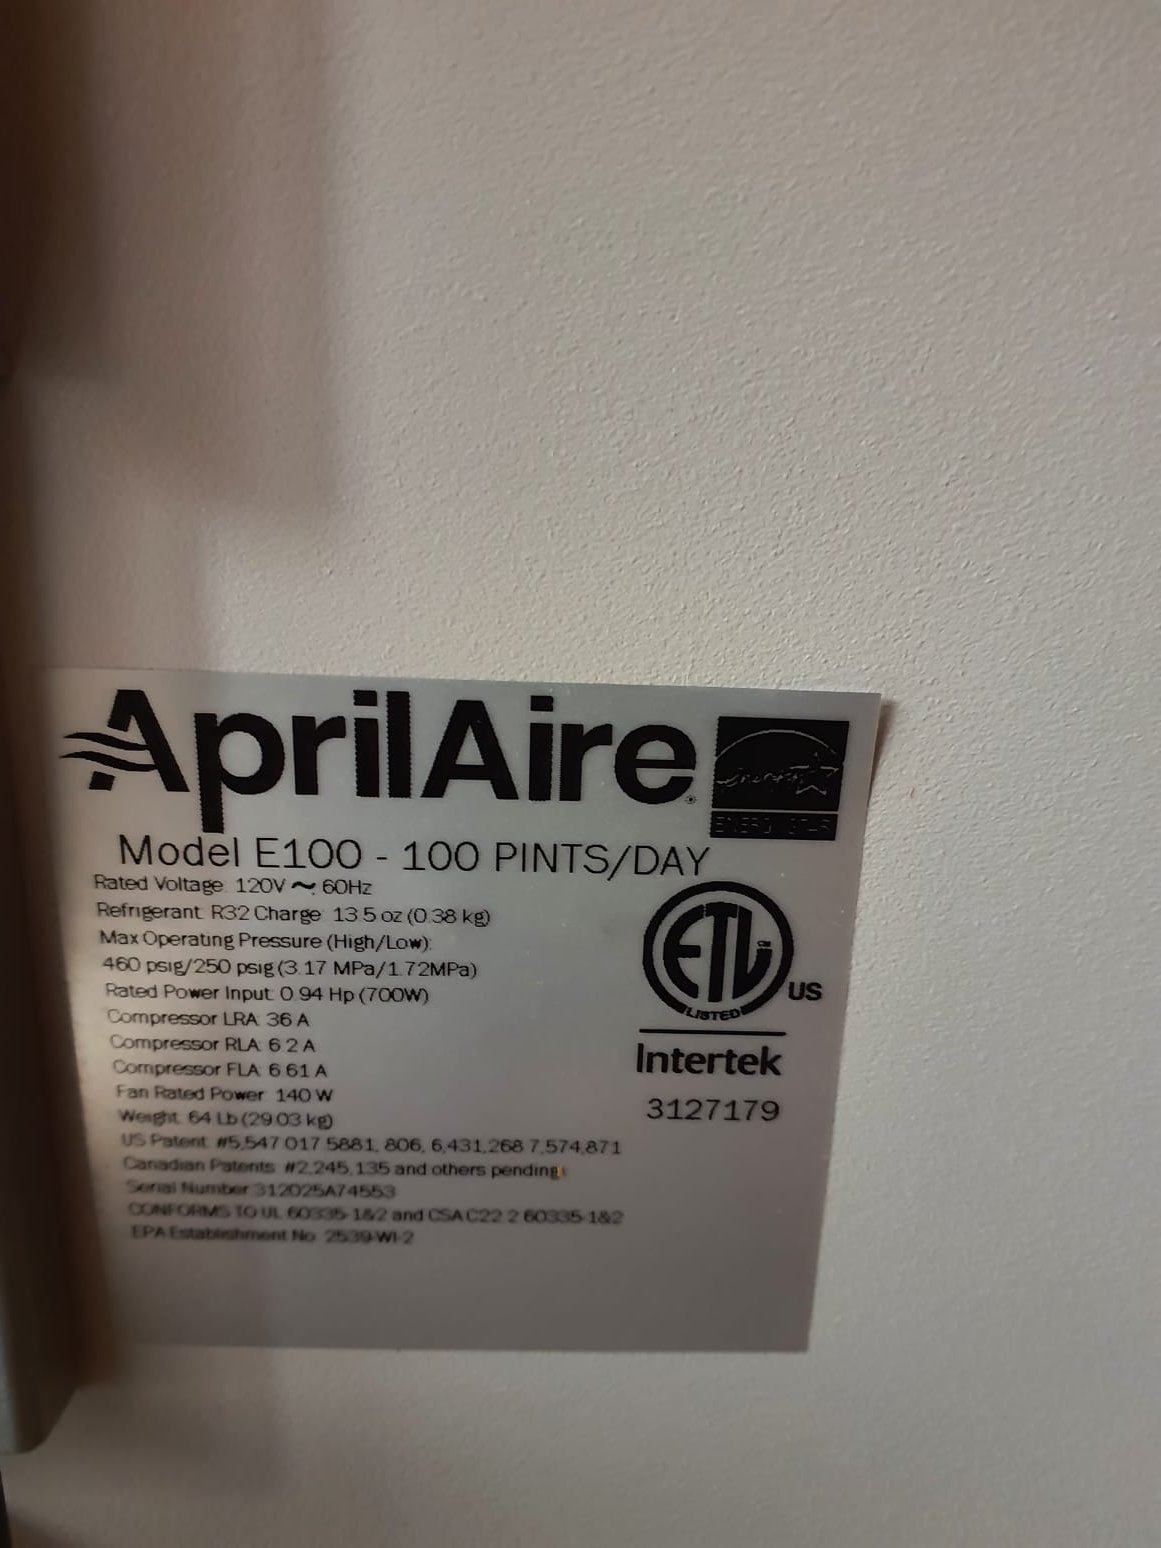 AprilAire
ENERGY STAR
Model E100 - 100 PINTS/DAY
Rated Voltage: 120V ~ 60Hz
Refrigerant: R32 Charge: 13.5 oz (0.38 kg)
Max Operating Pressure (High/Low):
460 psig/250 psig (3.17 MPa/1.72MPa)
Rated Power Input: 0.94 Hp (700W)
Compressor LRA: 36 A
Compressor RLA: 6.2 A
Compressor FLA: 6.61 A
Fan Rated Power: 140 W
Weight: 64 Lb (29.03 kg)
US Patent: #5,547,017 5881, 806, 6,431,268 7,574,871
Canadian Patents: #2,245,135 and others pending
Serial Number 312025A74553
CONFORMS TO UL 60335-1&2 and CSA C22.2 60335-1&2
EPA Establishment No. 2539-WI-2
ETL
CM
LISTED
US
Intertek
3127179